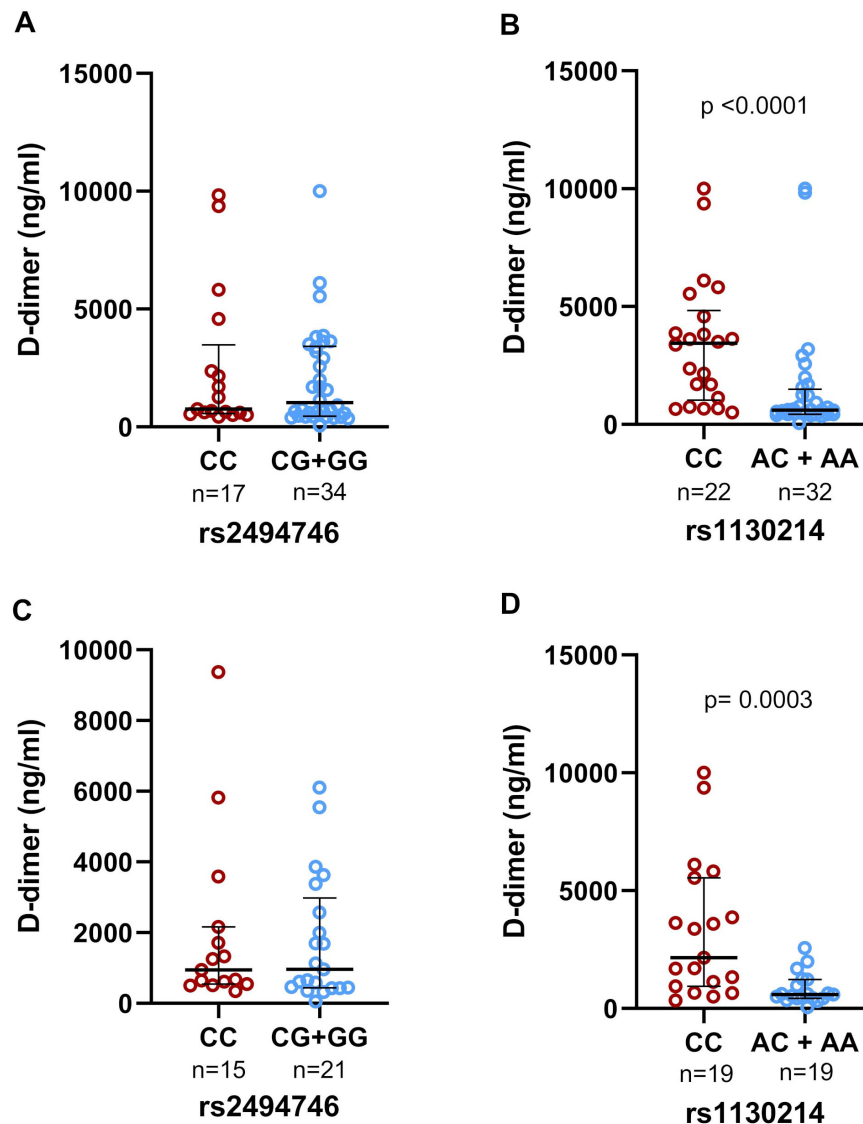 A
D-dimer (ng/ml)
15000
10000
5000
0
CC
CG+GG
n=17
n=34
rs2494746
B
D-dimer (ng/ml)
15000
10000
5000
0
p <0.0001
CC
AC + AA
n=22
n=32
rs1130214
C
D-dimer (ng/ml)
10000
8000
6000
4000
2000
0
CC
CG+GG
n=15
n=21
rs2494746
D
D-dimer (ng/ml)
15000
10000
5000
0
p= 0.0003
CC
AC + AA
n=19
n=19
rs1130214